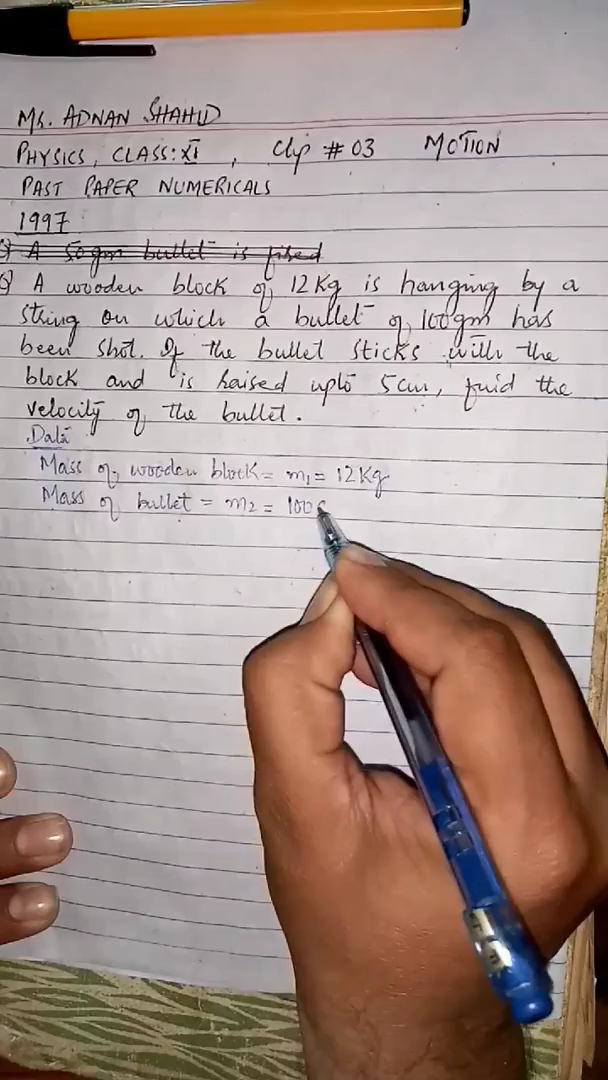 Ms. ADNAN SHAHID
PHYSICS, CLASS: XI, Clip # 03 MOTION
PAST PAPER NUMERICALS
1997
Q) A 50gm bullet is fired
Q) A wooden block of 12Kg is hanging by a
string on which a bullet of 100gm has
been shot. If the bullet sticks with the
block and is raised upto 5cm, find the
velocity of the bullet.
Data
Mass of wooden block = m1 = 12Kg
Mass of bullet = m2 = 100